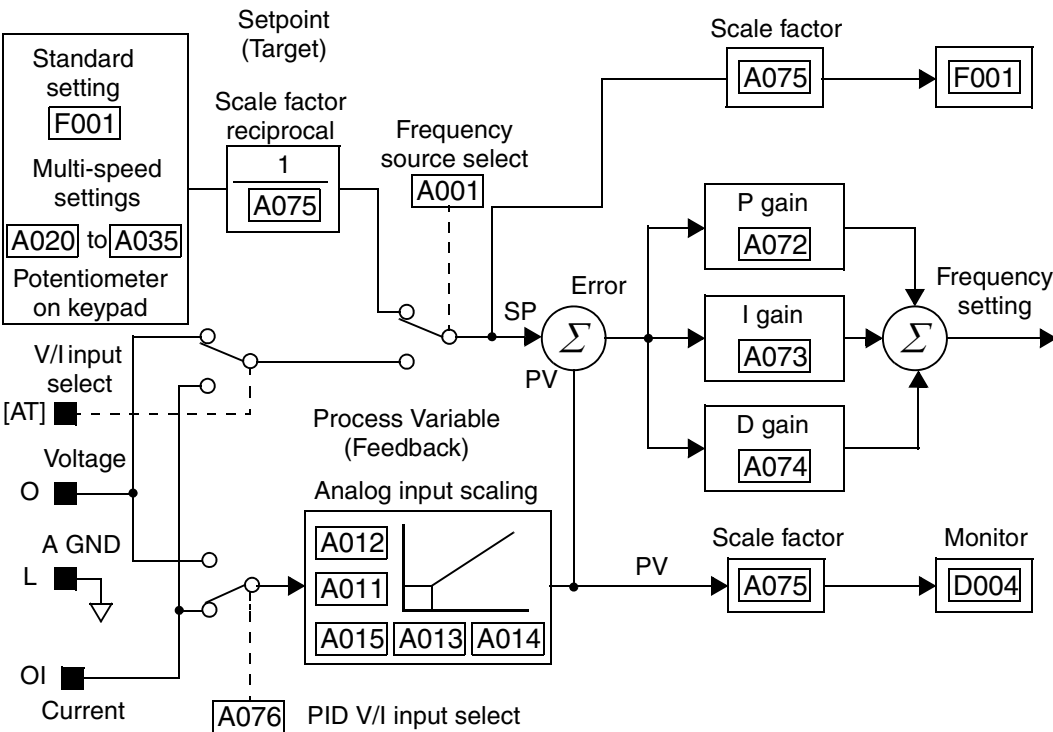 Setpoint
(Target)
Scale factor
A075
F001
Standard
setting
F001
Multi-speed
settings
A020 to A035
Potentiometer
on keypad
Scale factor
reciprocal
1
A075
Frequency
source select
A001
P gain
A072
Error
SP
Σ
PV
I gain
A073
Σ
Frequency
setting
D gain
A074
V/I input
select
[AT]
Voltage
O
A GND
L
OI
Current
Process Variable
(Feedback)
Analog input scaling
A012
A011
A015 A013 A014
A076 PID V/I input select
PV
Scale factor
A075
Monitor
D004